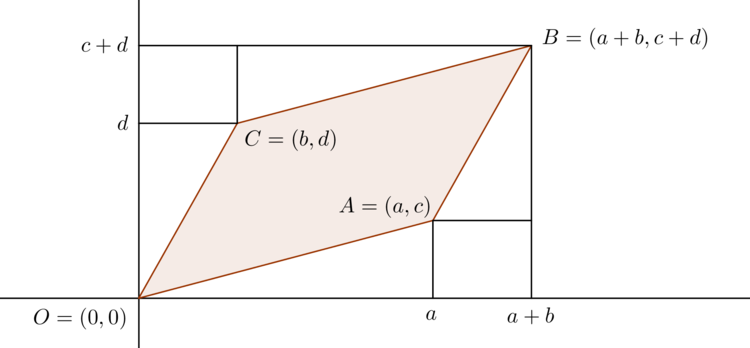 c + d
B = (a + b, c + d)
d
C = (b, d)
A = (a, c)
O = (0, 0)
a
a + b